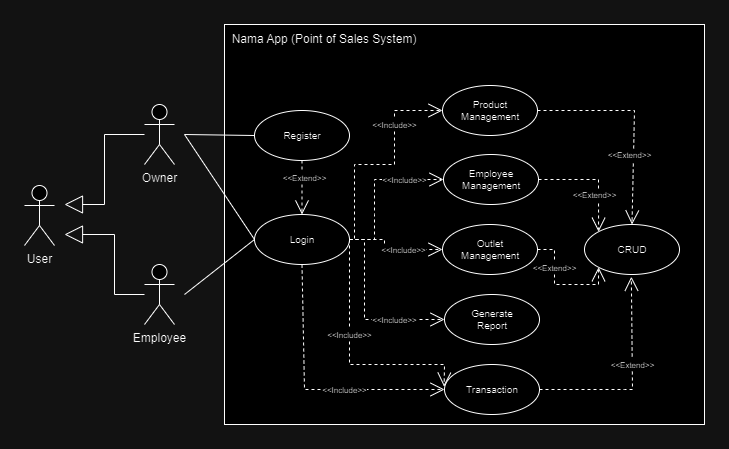 Nama App (Point of Sales System)
Product
Management
<<Include>>
Register
<<Extend>>
Owner
<<Extend>>
Employee
Management
<<Include>>
<<Extend>>
User
Login
Outlet
Management
<<Include>>
CRUD
<<Extend>>
Generate
Report
<<Include>>
Employee
<<Include>>
<<Extend>>
Transaction
<<Include>>